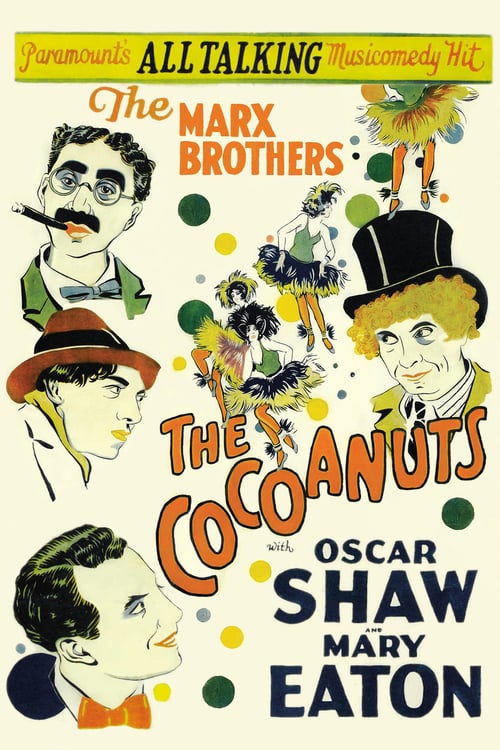 Paramount's ALL TALKING Musicomedy Hit
The MARX
BROTHERS
THE
COCOANUTS
with OSCAR
SHAW
AND
MARY
EATON